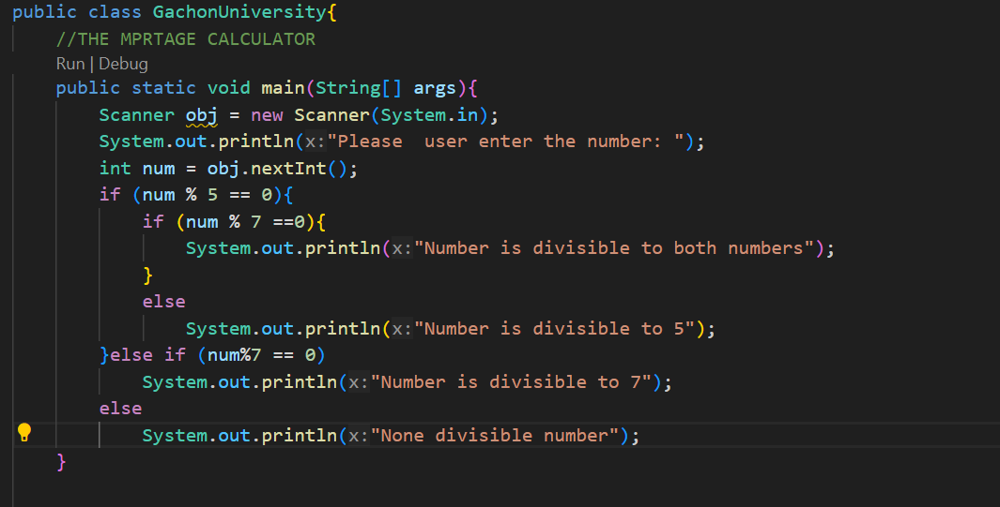 public class GachonUniversity{
//THE MPRTAGE CALCULATOR
Run | Debug
public static void main(String[] args){
Scanner obj = new Scanner(System.in);
System.out.println(x:"Please  user enter the number: ");
int num = obj.nextInt();
if (num % 5 == 0){
if (num % 7 ==0){
System.out.println(x:"Number is divisible to both numbers");
}
else
System.out.println(x:"Number is divisible to 5");
}else if (num%7 == 0)
System.out.println(x:"Number is divisible to 7");
else
System.out.println(x:"None divisible number");
}